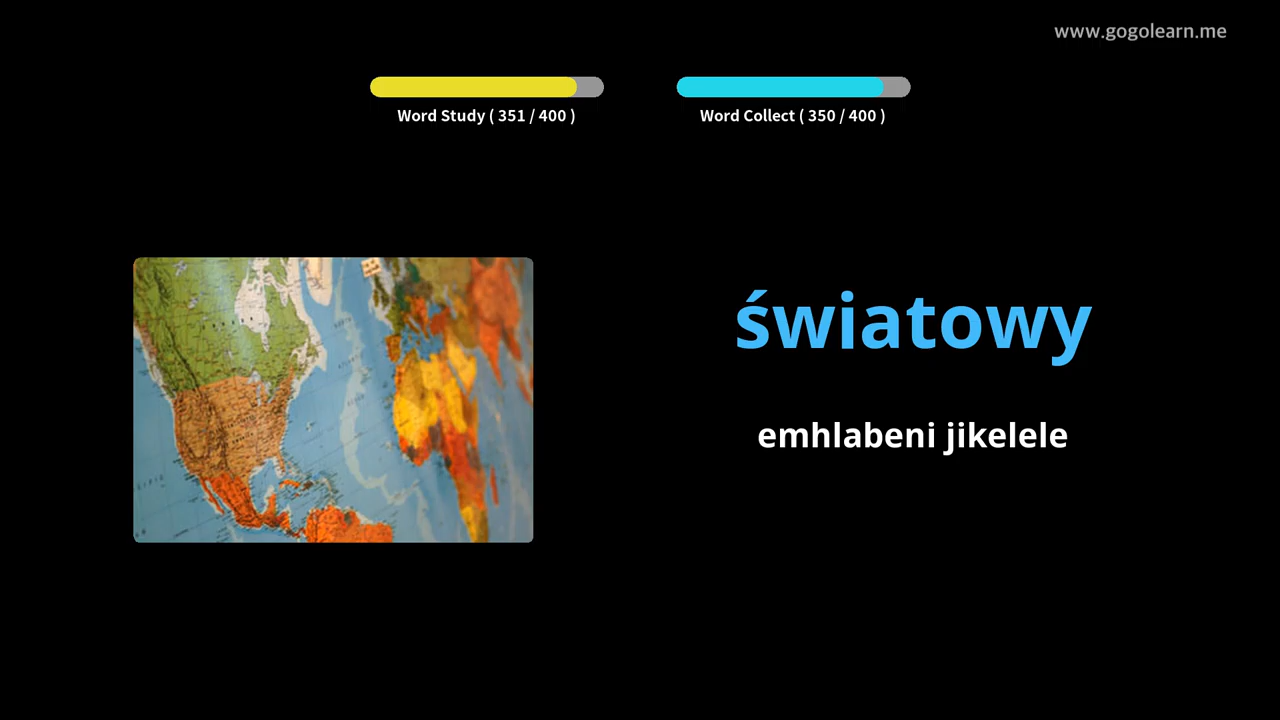 www.gogolearn.me
Word Study ( 351 / 400 )
Word Collect ( 350 / 400 )
światowy
emhlabeni jikelele